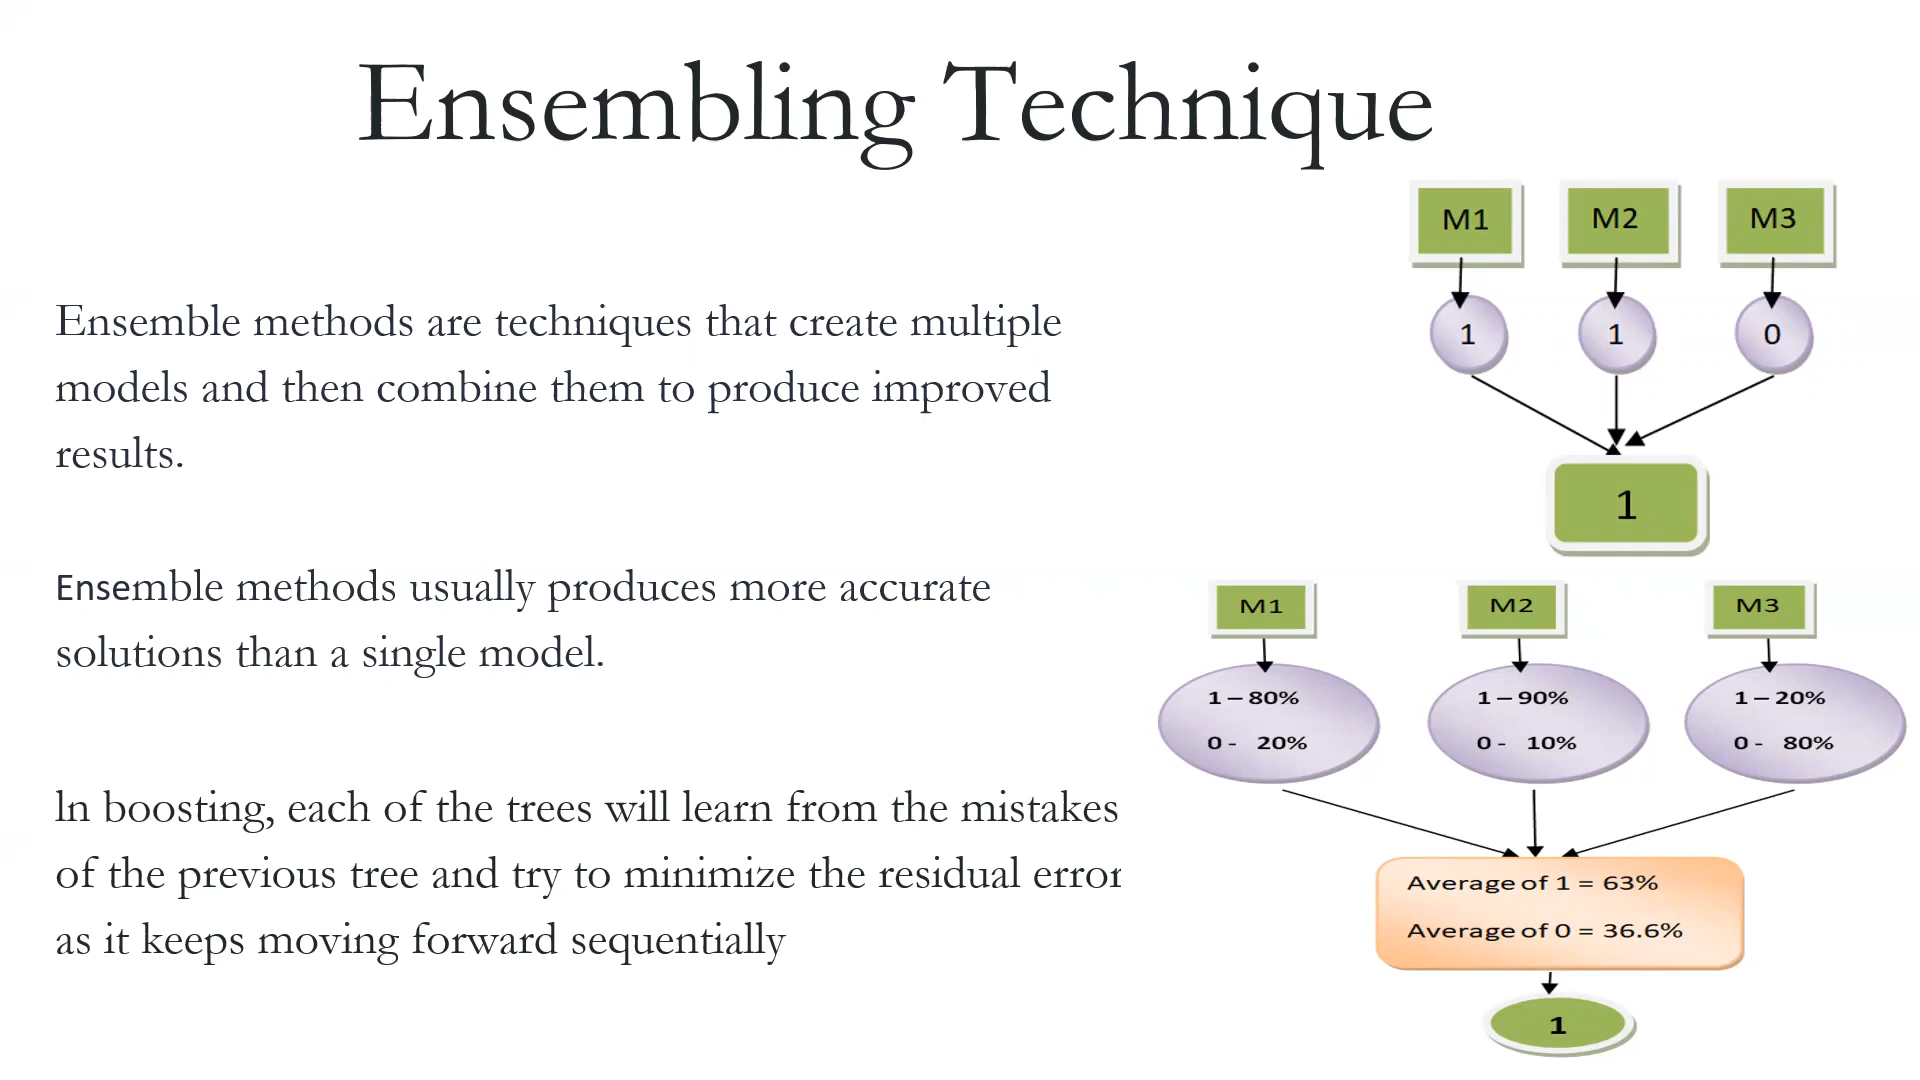 Ensembling Technique
Ensemble methods are techniques that create multiple
models and then combine them to produce improved
results.
Ensemble methods usually produces more accurate
solutions than a single model.
In boosting, each of the trees will learn from the mistakes
of the previous tree and try to minimize the residual error
as it keeps moving forward sequentially
M1 M2 M3
1 1 0
1
M1 M2 M3
1 – 80% 1 – 90% 1 – 20%
0 - 20% 0 - 10% 0 - 80%
Average of 1 = 63%
Average of 0 = 36.6%
1